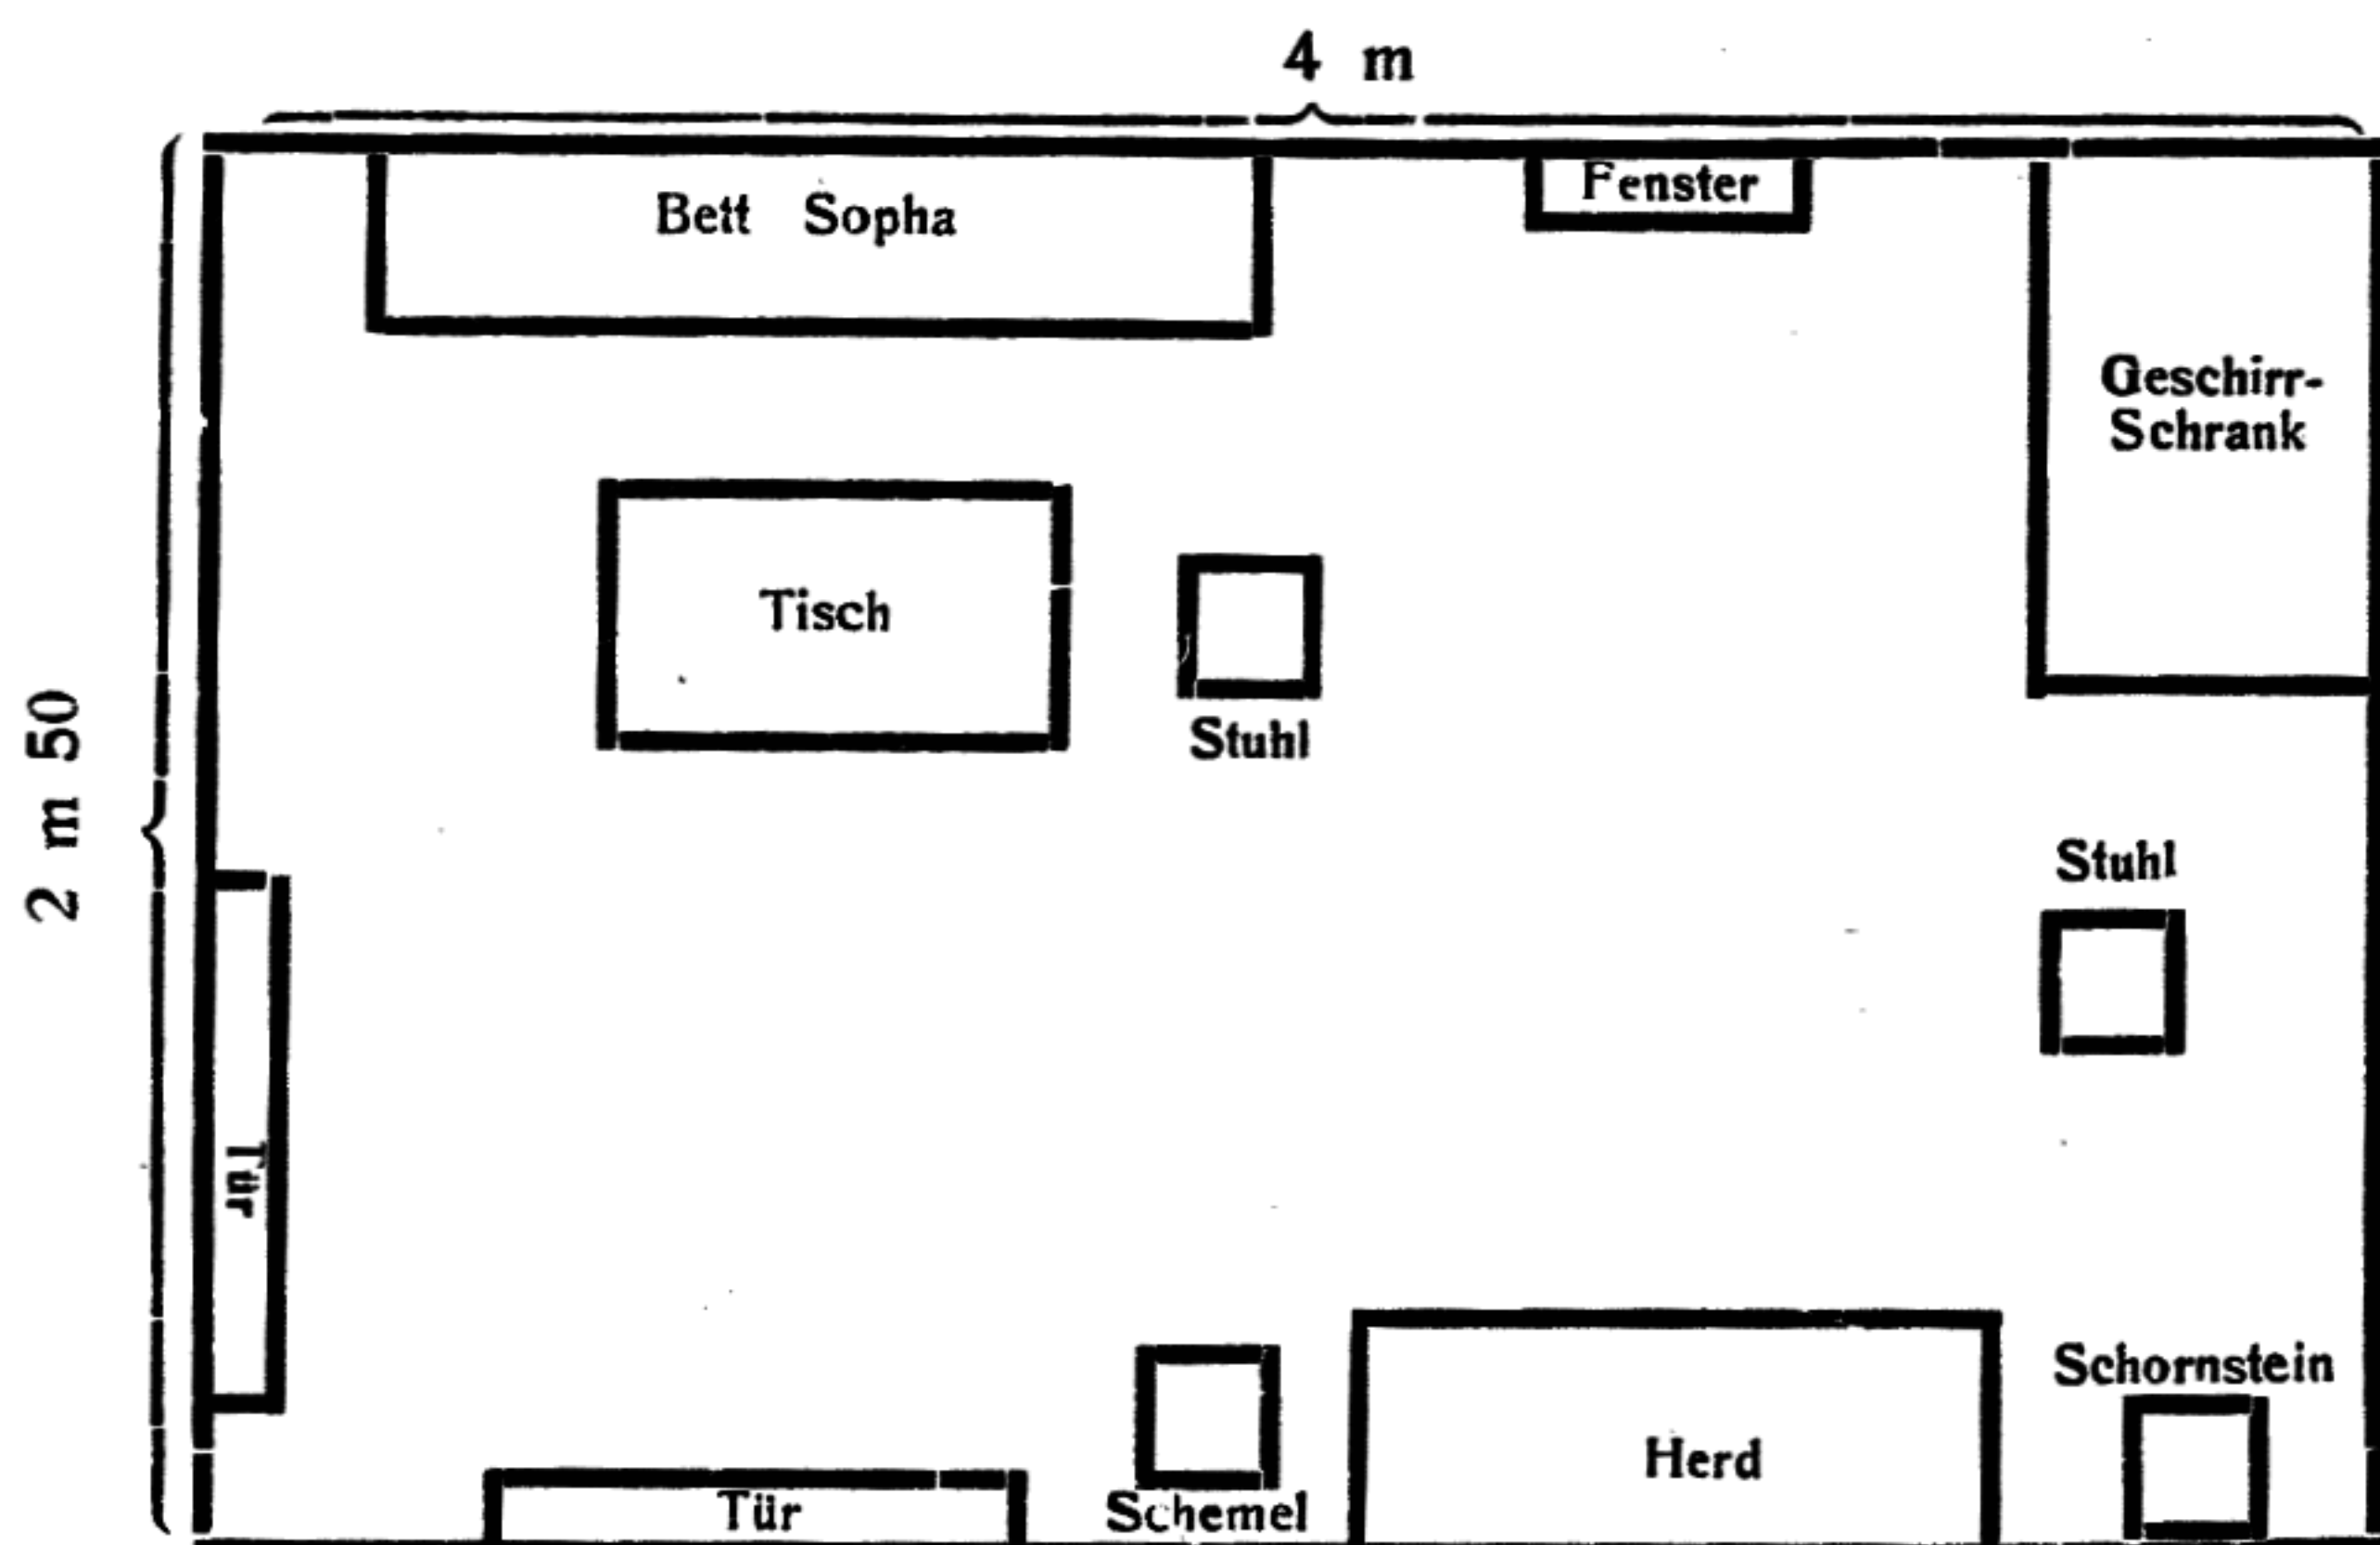 4 m
Bett Sopha
Fenster
Geschirr-
Schrank
Tisch
Stuhl
2 m 50
Stuhl
Tür
Schornstein
Herd
Tür
Schemel